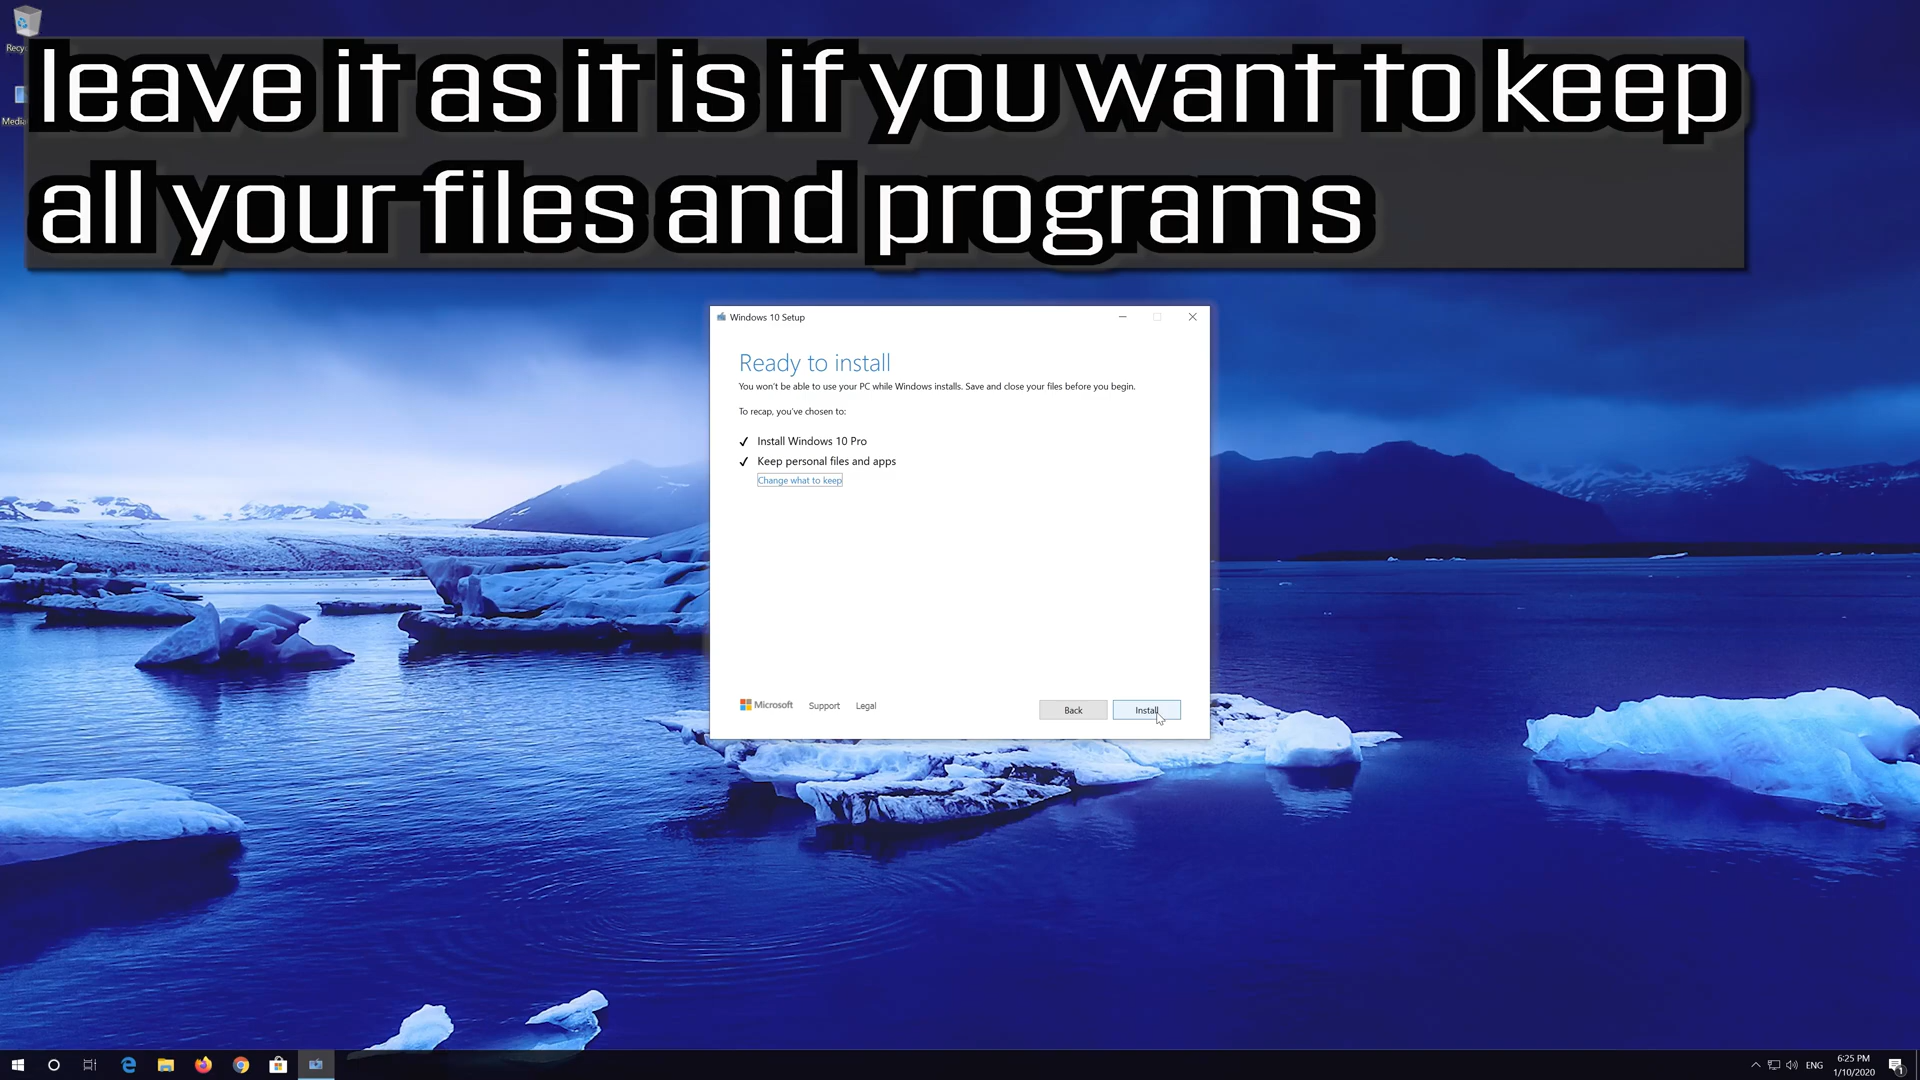 leave it as it is if you want to keep
all your files and programs
Windows 10 Setup
Ready to install
You won't be able to use your PC while Windows installs. Save and close your files before you begin.
To recap, you've chosen to:
Install Windows 10 Pro
Keep personal files and apps
Change what to keep
Microsoft Support Legal
Back Install
ENG
6:25 PM
1/10/2020
1